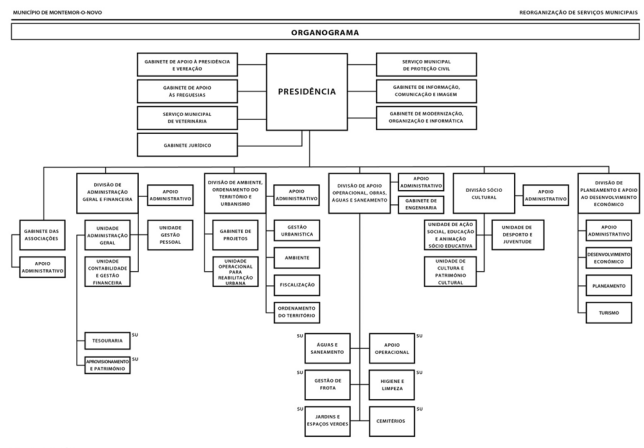 MUNICÍPIO DE MONTEMOR-O-NOVO
REORGANIZAÇÃO DE SERVIÇOS MUNICIPAIS
ORGANOGRAMA
GABINETE DE APOIO À PRESIDÊNCIA
E VEREAÇÃO
GABINETE DE APOIO
ÀS FREGUESIAS
SERVIÇO MUNICIPAL
DE VETERINÁRIA
GABINETE JURÍDICO
PRESIDÊNCIA
SERVIÇO MUNICIPAL
DE PROTEÇÃO CIVIL
GABINETE DE INFORMAÇÃO,
COMUNICAÇÃO E IMAGEM
GABINETE DE MODERNIZAÇÃO,
ORGANIZAÇÃO E INFORMÁTICA
GABINETE DAS
ASSOCIAÇÕES
APOIO
ADMINISTRATIVO
DIVISÃO DE
ADMINISTRAÇÃO
GERAL E FINANCEIRA
APOIO
ADMINISTRATIVO
UNIDADE
ADMINISTRAÇÃO
GERAL
UNIDADE
GESTÃO
PESSOAL
UNIDADE
CONTABILIDADE
E GESTÃO
FINANCEIRA
TESOURARIA
SU
APROVISIONAMENTO
E PATRIMÓNIO
SU
DIVISÃO DE AMBIENTE,
ORDENAMENTO DO
TERRITÓRIO E
URBANISMO
APOIO
ADMINISTRATIVO
GABINETE DE
PROJETOS
GESTÃO
URBANISTICA
UNIDADE
OPERACIONAL
PARA
REABILITAÇÃO
URBANA
AMBIENTE
FISCALIZAÇÃO
ORDENAMENTO
DO TERRITÓRIO
DIVISÃO DE APOIO
OPERACIONAL, OBRAS,
ÁGUAS E SANEAMENTO
APOIO
ADMINISTRATIVO
GABINETE DE
ENGENHARIA
SU
ÁGUAS E
SANEAMENTO
APOIO
OPERACIONAL
SU
SU
GESTÃO DE
FROTA
HIGIENE E
LIMPEZA
SU
SU
JARDINS E
ESPAÇOS VERDES
CEMITÉRIOS
SU
DIVISÃO SÓCIO
CULTURAL
APOIO
ADMINISTRATIVO
UNIDADE DE AÇÃO
SOCIAL, EDUCAÇÃO
E ANIMAÇÃO
SÓCIO EDUCATIVA
UNIDADE DE
DESPORTO E
JUVENTUDE
UNIDADE DE
CULTURA E
PATRIMÓNIO
CULTURAL
DIVISÃO DE
PLANEAMENTO E APOIO
AO DESENVOLVIMENTO
ECONÓMICO
APOIO
ADMINISTRATIVO
DESENVOLVIMENTO
ECONÓMICO
PLANEAMENTO
TURISMO